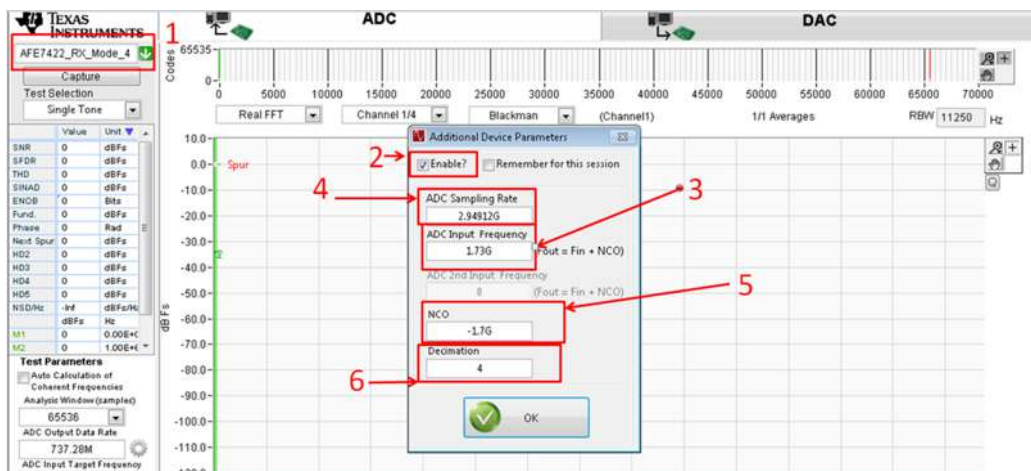 TEXAS INSTRUMENTS
ADC
DAC
1
AFE7422_RX_Mode_4
Capture
Test Selection
Single Tone
Codes
65535-
0-
0 5000 10000 15000 20000 25000 30000 35000 40000 45000 50000 55000 60000 65000 70000
Real FFT
Channel 1/4
Blackman
(Channel1)
1/1 Averages
RBW 11250 Hz
Value Unit
SNR 0 dBFs
SFDR 0 dBFs
THD 0 dBFs
SINAD 0 dBFs
ENOB 0 Bits
Fund. 0 dBFs
Phase 0 Rad
Next Spur 0 dBFs
HD2 0 dBFs
HD3 0 dBFs
HD4 0 dBFs
HD5 0 dBFs
NSD/Hz -Inf dBFs/Hz
dBFs Hz
M1 0 0.00E+0
M2 0 1.00E+6
Test Parameters
Auto Calculation of
Coherent Frequencies
Analysis Window (samples)
65536
ADC Output Data
Rate
737.28M
ADC Input Target Frequency
dBFs
10.0-
0.0-
-10.0-
-20.0-
-30.0-
-40.0-
-50.0-
-60.0-
-70.0-
-80.0-
-90.0-
-100.0-
-110.0-
Spur
Additional Device Parameters
2
Enable?
Remember for this session
4
ADC Sampling Rate
2.94912G
3
ADC Input Frequency
1.73G
(Fout = Fin + NCO)
ADC 2nd Input Frequency
0
(Fout = Fin + NCO)
5
NCO
-1.7G
6
Decimation
4
OK